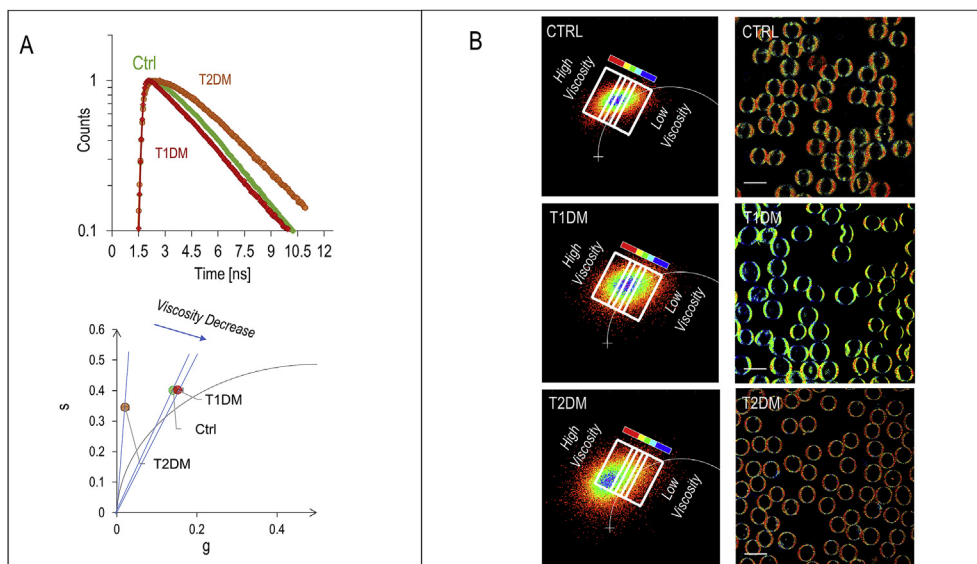 A
Ctrl
T2DM
T1DM
Counts
1
0.1
0 1.5 3 4.5 6 7.5 9 10.5 12
Time [ns]
Viscosity Decrease
0.6
0.5
0.4
0.3
0.2
0.1
0
s
T1DM
Ctrl
T2DM
0 0.2 0.4
g
B
CTRL
High
Viscosity
Low
Viscosity
CTRL
T1DM
High
Viscosity
Low
Viscosity
T1DM
T2DM
High
Viscosity
Low
Viscosity
T2DM